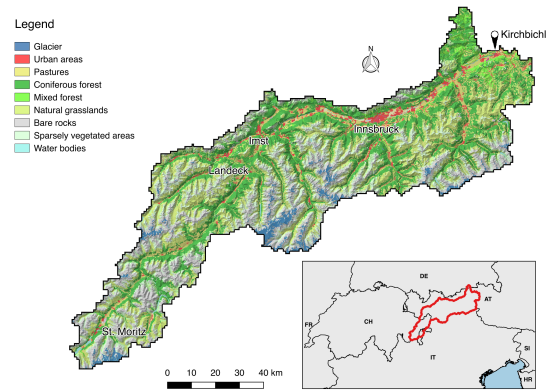 Legend
Glacier
Urban areas
Pastures
Coniferous forest
Mixed forest
Natural grasslands
Bare rocks
Sparsely vegetated areas
Water bodies
N
Kirchbichl
Innsbruck
Imst
Landeck
St. Moritz
0 10 20 30 40 km
DE
AT
LI
CH
FR
IT
SI
HR